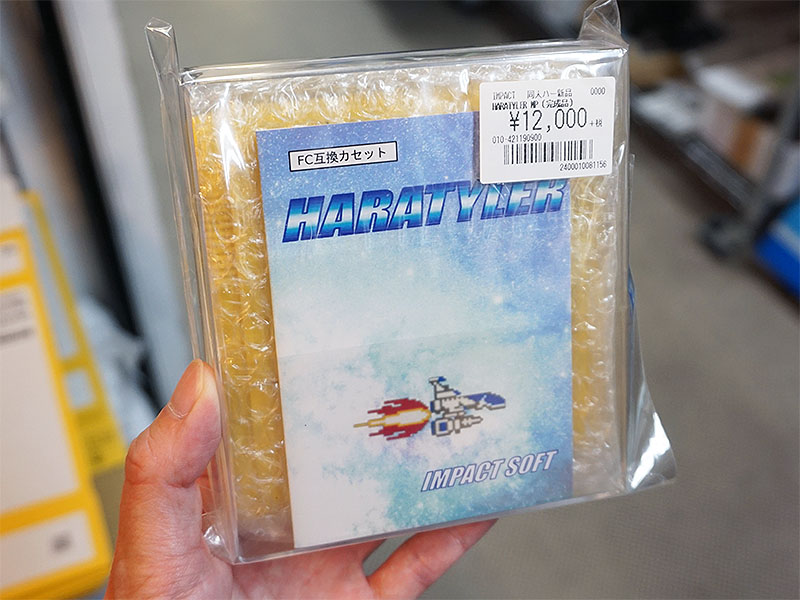 IMPACT 同人ハー新品 0000
HARATYLER MP (完成品)
¥12,000 +税
010-421190900
2400010081156
FC互換カセット
HARATYLER
IMPACT SOFT